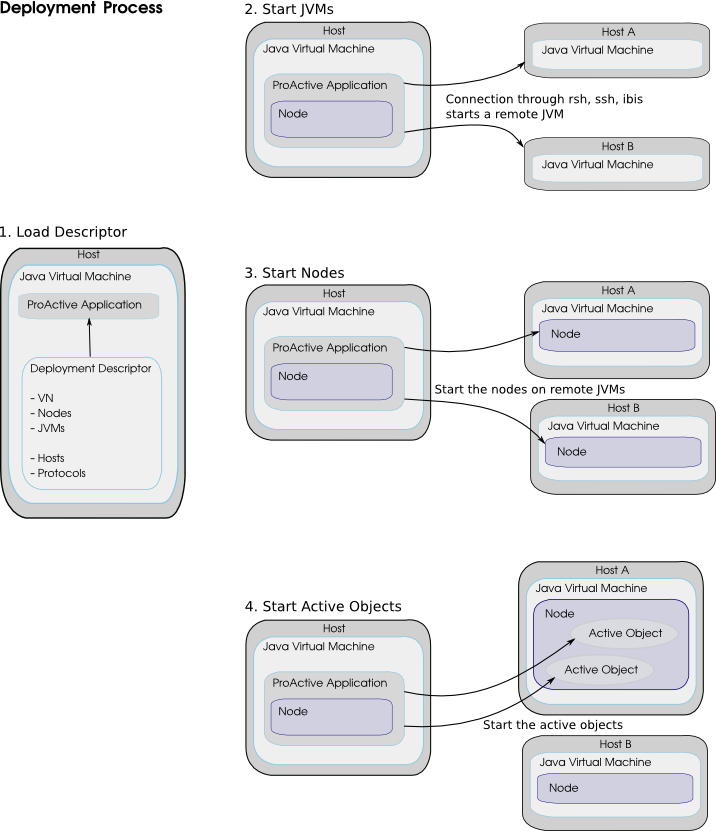 Deployment Process
1. Load Descriptor
Host
Java Virtual Machine
ProActive Application
Deployment Descriptor
- VN
- Nodes
- JVMs
- Hosts
- Protocols
2. Start JVMs
Host
Java Virtual Machine
ProActive Application
Node
Host A
Java Virtual Machine
Connection through rsh, ssh, ibis
starts a remote JVM
Host B
Java Virtual Machine
3. Start Nodes
Host
Java Virtual Machine
ProActive Application
Node
Host A
Java Virtual Machine
Node
Start the nodes on remote JVMs
Host B
Java Virtual Machine
Node
4. Start Active Objects
Host
Java Virtual Machine
ProActive Application
Node
Host A
Java Virtual Machine
Node
Active Object
Active Object
Start the active objects
Host B
Java Virtual Machine
Node